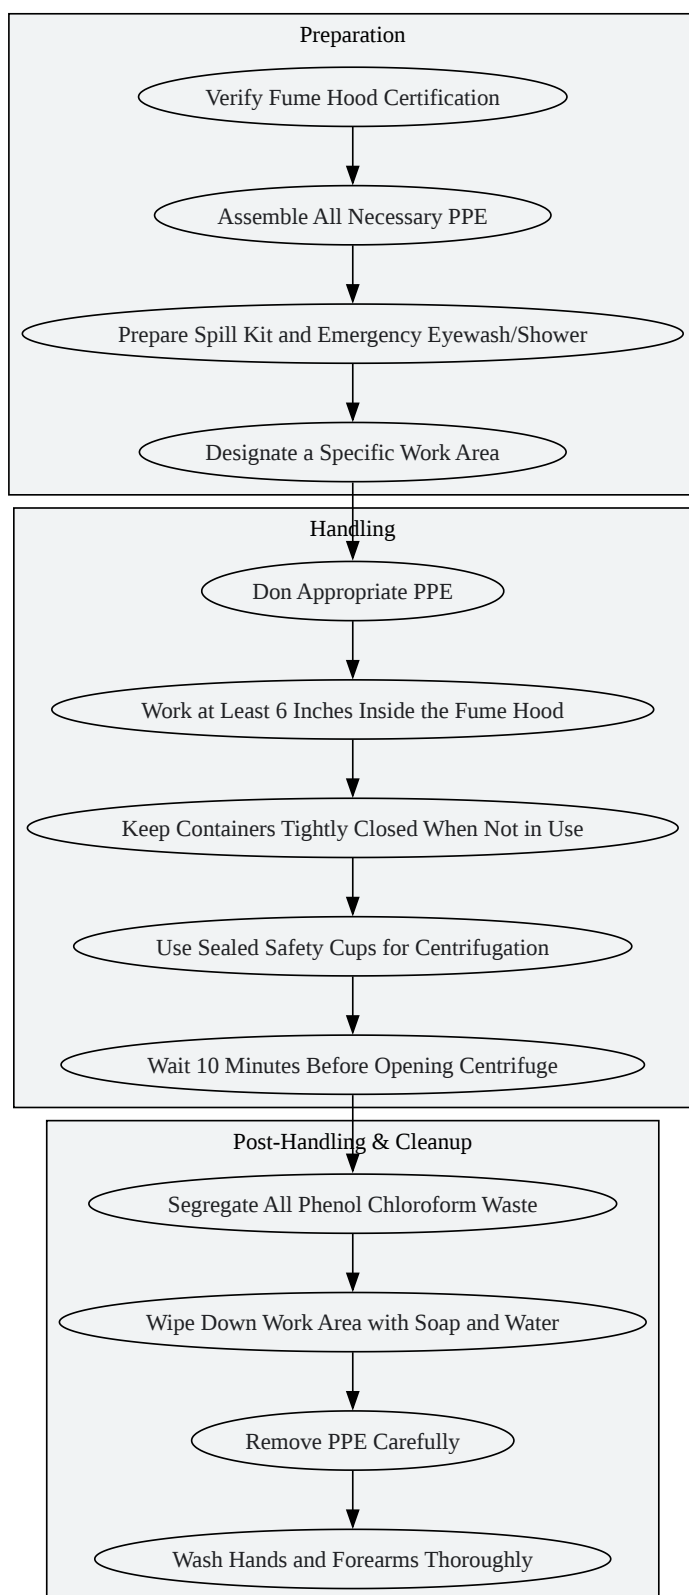 Preparation
Verify Fume Hood Certification
Assemble All Necessary PPE
Prepare Spill Kit and Emergency Eyewash/Shower
Designate a Specific Work Area
Handling
Don Appropriate PPE
Work at Least 6 Inches Inside the Fume Hood
Keep Containers Tightly Closed When Not in Use
Use Sealed Safety Cups for Centrifugation
Wait 10 Minutes Before Opening Centrifuge
Post-Handling & Cleanup
Segregate All Phenol Chloroform Waste
Wipe Down Work Area with Soap and Water
Remove PPE Carefully
Wash Hands and Forearms Thoroughly